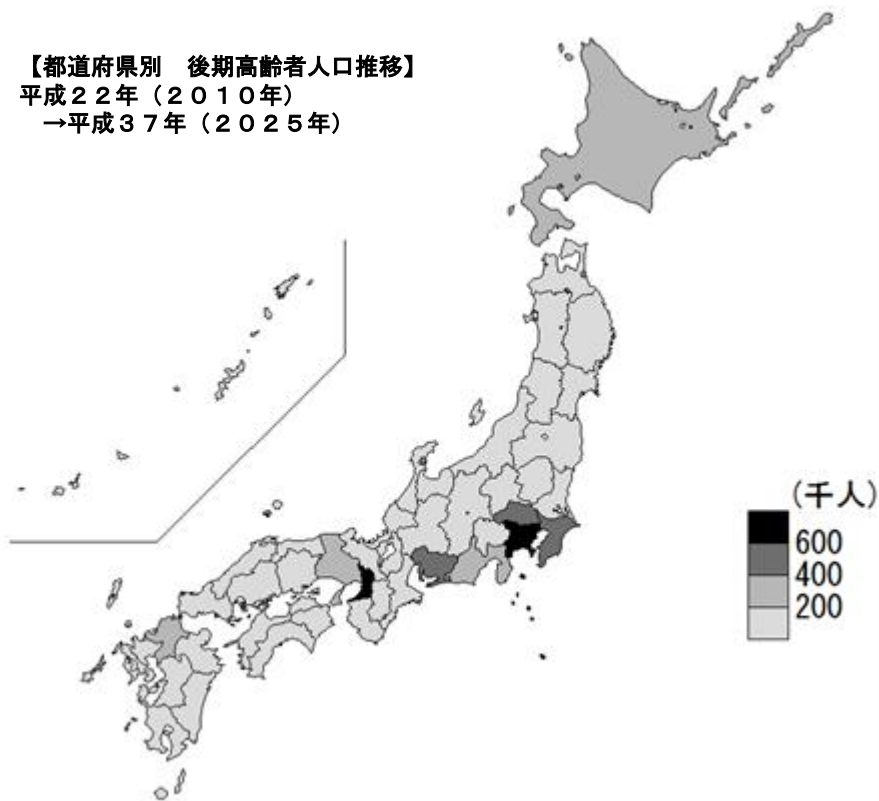 【都道府県別　後期高齢者人口推移】
平成２２年（２０１０年）
→平成３７年（２０２５年）
(千人)
600
400
200